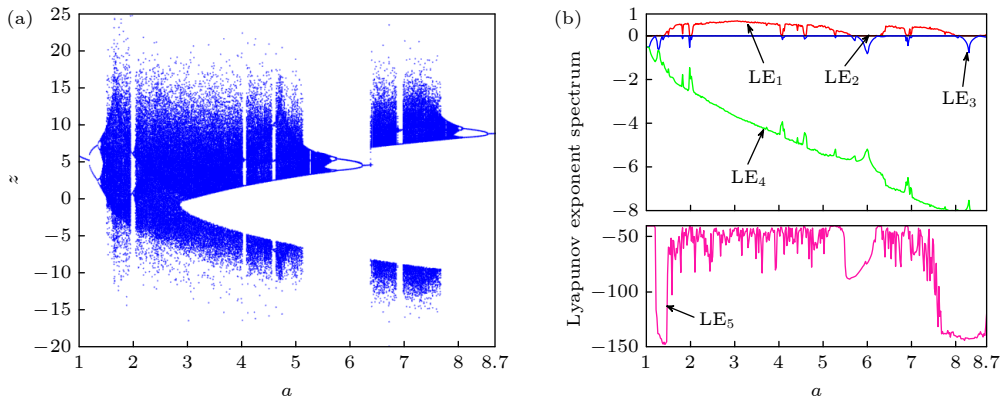 (a)
25
20
15
10
5
0
−5
−10
−15
−20
z
1 2 3 4 5 6 7 8 8.7
a
(b)
Lyapunov exponent spectrum
1
0
−2
−4
−6
−8
LE1
LE2
LE3
LE4
−50
−100
−150
LE5
1 2 3 4 5 6 7 8 8.7
a